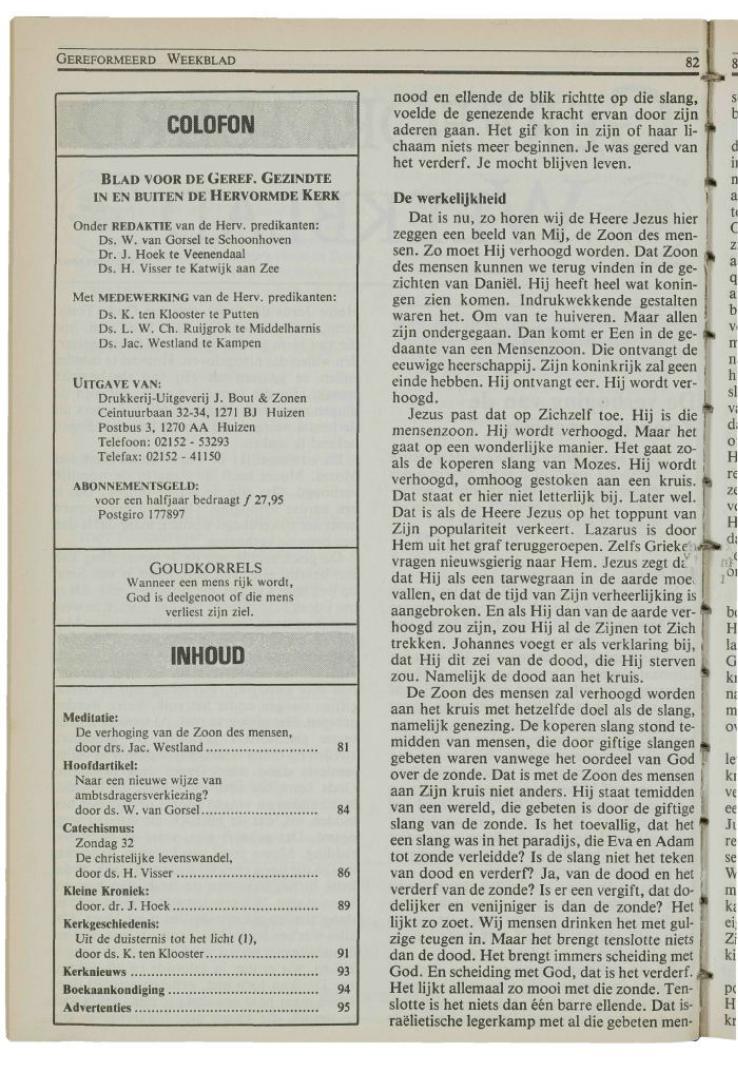 GEREFORMEERD WEEKBLAD
82
COLOFON
BLAD VOOR DE GEREF. GEZINDTE
IN EN BUITEN DE HERVORMDE KERK
Onder REDAKTIE van de Herv. predikanten:
Ds. W. van Gorsel te Schoonhoven
Dr. J. Hoek te Veenendaal
Ds. H. Visser te Katwijk aan Zee
Met MEDEWERKING van de Herv. predikanten:
Ds. K. ten Klooster te Putten
Ds. L. W. Ch. Ruijgrok te Middelharnis
Ds. Jac. Westland te Kampen
UITGAVE VAN:
Drukkerij-Uitgeverij J. Bout & Zonen
Ceintuurbaan 32-34, 1271 BJ Huizen
Postbus 3, 1270 AA Huizen
Telefoon: 02152 - 53293
Telefax: 02152 - 41150
ABONNEMENTSGELD:
voor een halfjaar bedraagt ƒ 27,95
Postgiro 177897
GOUDKORRELS
Wanneer een mens rijk wordt,
God is deelgenoot of die mens
verliest zijn ziel.
INHOUD
Meditatie:
De verhoging van de Zoon des mensen,
door drs. Jac. Westland ............................ 81
Hoofdartikel:
Naar een nieuwe wijze van
ambtsdragersverkiezing?
door ds. W. van Gorsel............................. 84
Catechismus:
Zondag 32
De christelijke levenswandel,
door ds. H. Visser ................................... 86
Kleine Kroniek:
door. dr. J. Hoek.................................... 89
Kerkgeschiedenis:
Uit de duisternis tot het licht (1),
door ds. K. ten Klooster............................ 91
Kerknieuws ............................................ 93
Boekaankondiging .................................... 94
Advertenties ........................................... 95
nood en ellende de blik richtte op die slang,
voelde de genezende kracht ervan door zijn
aderen gaan. Het gif kon in zijn of haar li-
chaam niets meer beginnen. Je was gered van
het verderf. Je mocht blijven leven.
De werkelijkheid
Dat is nu, zo horen wij de Heere Jezus hier
zeggen een beeld van Mij, de Zoon des men-
sen. Zo moet Hij verhoogd worden. Dat Zoon
des mensen kunnen we terug vinden in de ge-
zichten van Daniël. Hij heeft heel wat konin-
gen zien komen. Indrukwekkende gestalten
waren het. Om van te huiveren. Maar allen
zijn ondergegaan. Dan komt er Een in de ge-
daante van een Mensenzoon. Die ontvangt de
eeuwige heerschappij. Zijn koninkrijk zal geen
einde hebben. Hij ontvangt eer. Hij wordt ver-
hoogd.
Jezus past dat op Zichzelf toe. Hij is die
mensenzoon. Hij wordt verhoogd. Maar het
gaat op een wonderlijke manier. Het gaat zo-
als de koperen slang van Mozes. Hij wordt
verhoogd, omhoog gestoken aan een kruis.
Dat staat er hier niet letterlijk bij. Later wel.
Dat is als de Heere Jezus op het toppunt van
Zijn populariteit verkeert. Lazarus is door
Hem uit het graf teruggeroepen. Zelfs Grieke
vragen nieuwsgierig naar Hem. Jezus zegt
dat Hij als een tarwegraan in de aarde moe
vallen, en dat de tijd van Zijn verheerlijking is
aangebroken. En als Hij dan van de aarde ver-
hoogd zou zijn, zou Hij al de Zijnen tot Zich
trekken. Johannes voegt er als verklaring bij,
dat Hij dit zei van de dood, die Hij sterven
zou. Namelijk de dood aan het kruis.
De Zoon des mensen zal verhoogd worden
aan het kruis met hetzelfde doel als de slang,
namelijk genezing. De koperen slang stond te-
midden van mensen, die door giftige slangen
gebeten waren vanwege het oordeel van God
over de zonde. Dat is met de Zoon des mensen
aan Zijn kruis niet anders. Hij staat temidden
van een wereld, die gebeten is door de giftige
slang van de zonde. Is het toevallig, dat het
een slang was in het paradijs, die Eva en Adam
tot zonde verleidde? Is de slang niet het teken
van dood en verderf? Ja, van de dood en het
verderf van de zonde? Is er een vergift, dat do-
delijker en venijniger is dan de zonde? Het
lijkt zo zoet. Wij mensen drinken het met gul-
zige teugen in. Maar het brengt tenslotte niets
dan de dood. Het brengt immers scheiding met
God. En scheiding met God, dat is het verderf.
Het lijkt allemaal zo mooi met die zonde. Ten-
slotte is het niets dan één barre ellende. Dat is-
raëlietische legerkamp met al die gebeten men-